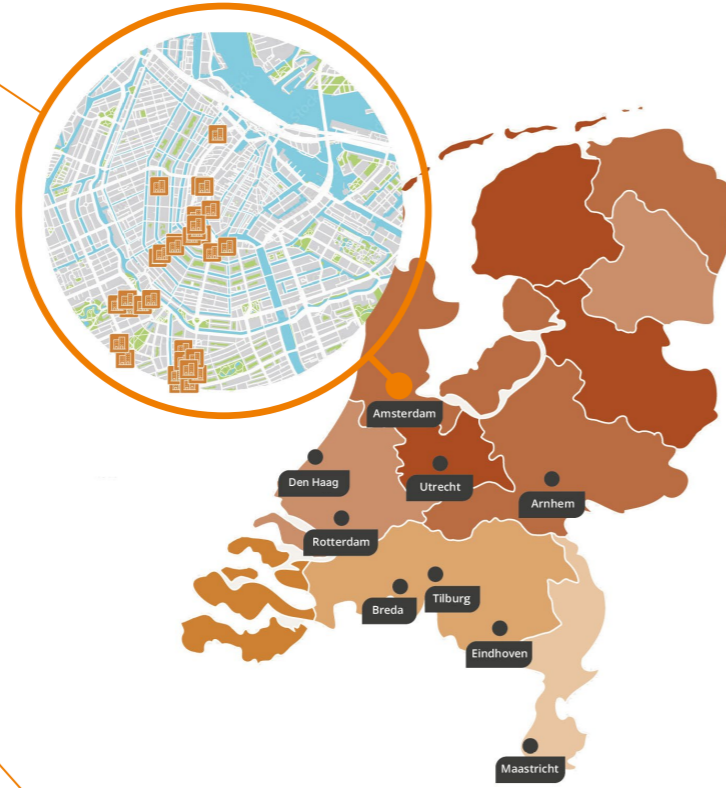 Amsterdam
Den Haag
Utrecht
Arnhem
Rotterdam
Tilburg
Breda
Eindhoven
Maastricht